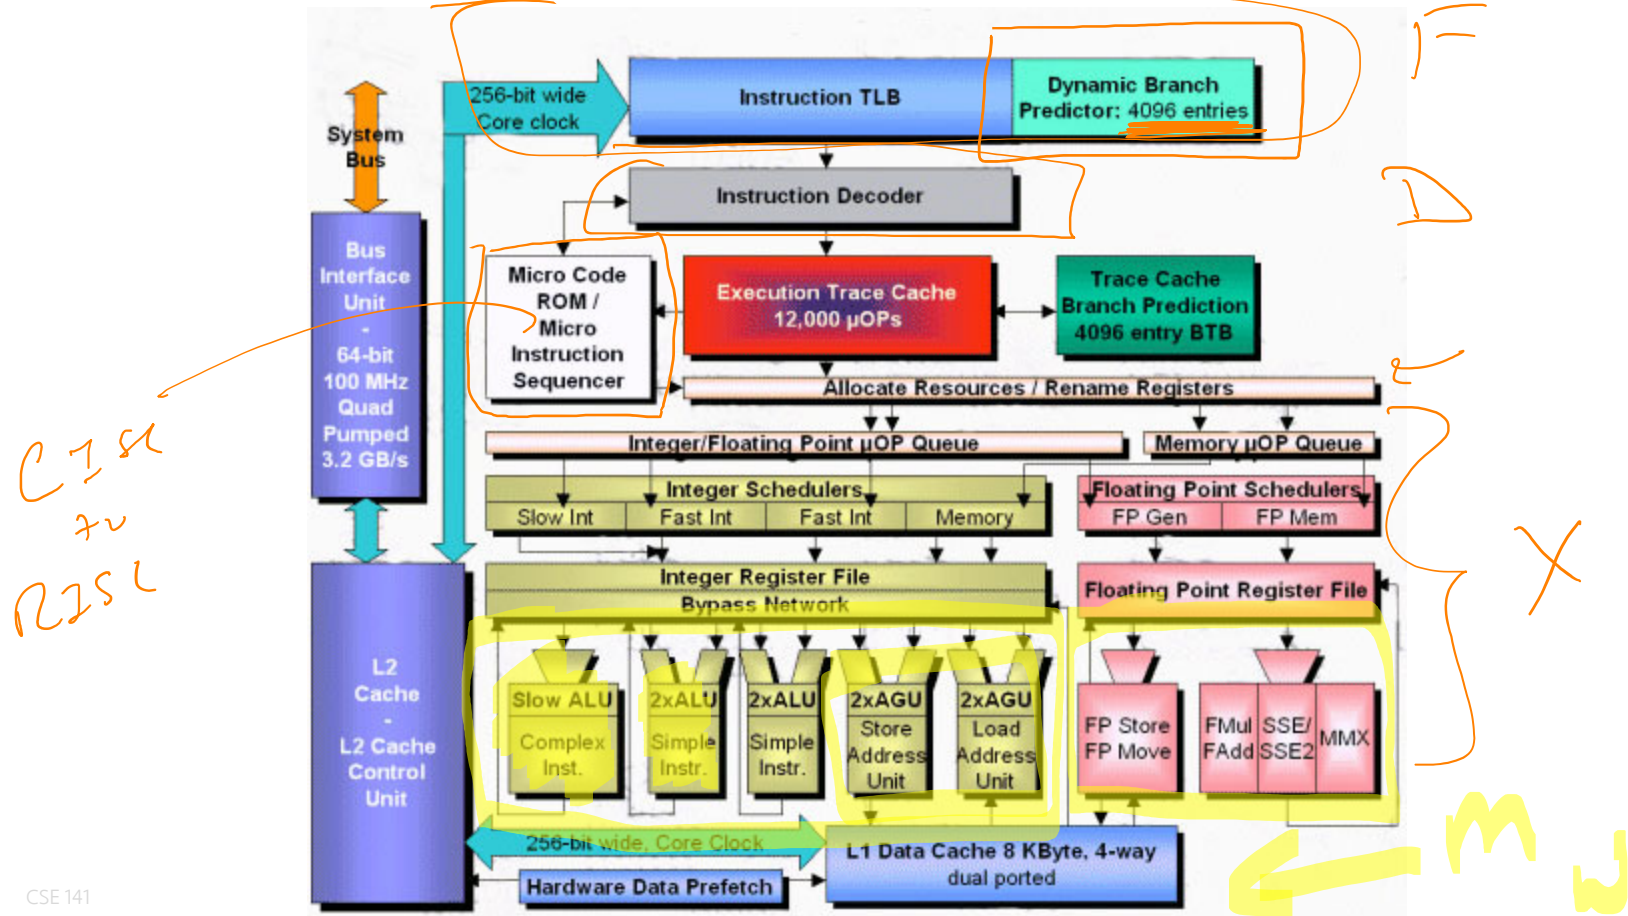 F
256-bit wide
Core clock
Instruction TLB
Dynamic Branch
Predictor: 4096 entries
System
Bus
Instruction Decoder
D
Bus
Interface
Unit
-
64-bit
100 MHz
Quad
Pumped
3.2 GB/s
Micro Code
ROM /
Micro
Instruction
Sequencer
Execution Trace Cache
12,000 µOPs
Trace Cache
Branch Prediction
4096 entry BTB
Allocate Resources / Rename Registers
Integer/Floating Point µOP Queue
Memory µOP Queue
CISC
to
RISC
Integer Schedulers
Slow Int
Fast Int
Fast Int
Memory
Floating Point Schedulers
FP Gen
FP Mem
X
Integer Register File
Bypass Network
Floating Point Register File
L2
Cache
-
L2 Cache
Control
Unit
Slow ALU
Complex
Inst.
2xALU
Simple
Instr.
2xALU
Simple
Instr.
2xAGU
Store
Address
Unit
2xAGU
Load
Address
Unit
FP Store
FP Move
FMul
FAdd
SSE/
SSE2
MMX
M
W
256-bit wide, Core Clock
L1 Data Cache 8 KByte, 4-way
dual ported
Hardware Data Prefetch
CSE 141